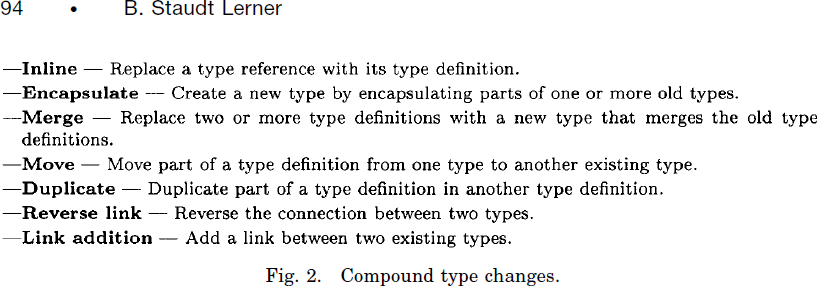 94 • B. Staudt Lerner
—Inline — Replace a type reference with its type definition.
—Encapsulate — Create a new type by encapsulating parts of one or more old types.
—Merge — Replace two or more type definitions with a new type that merges the old type
definitions.
—Move — Move part of a type definition from one type to another existing type.
—Duplicate — Duplicate part of a type definition in another type definition.
—Reverse link — Reverse the connection between two types.
—Link addition — Add a link between two existing types.
Fig. 2. Compound type changes.